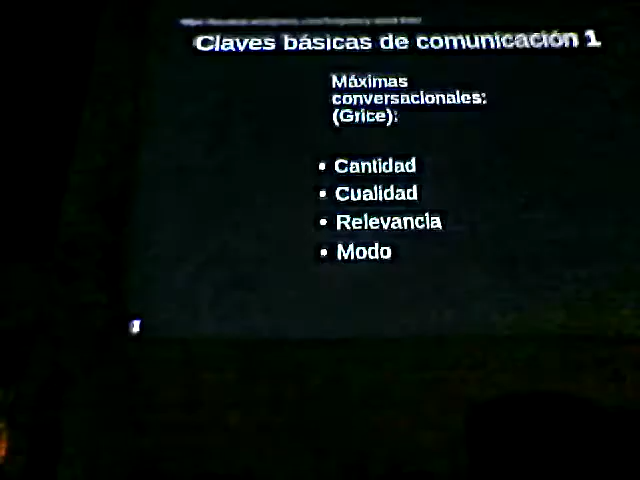 Claves básicas de comunicación 1
Máximas
conversacionales:
(Grice):
• Cantidad
• Cualidad
• Relevancia
• Modo